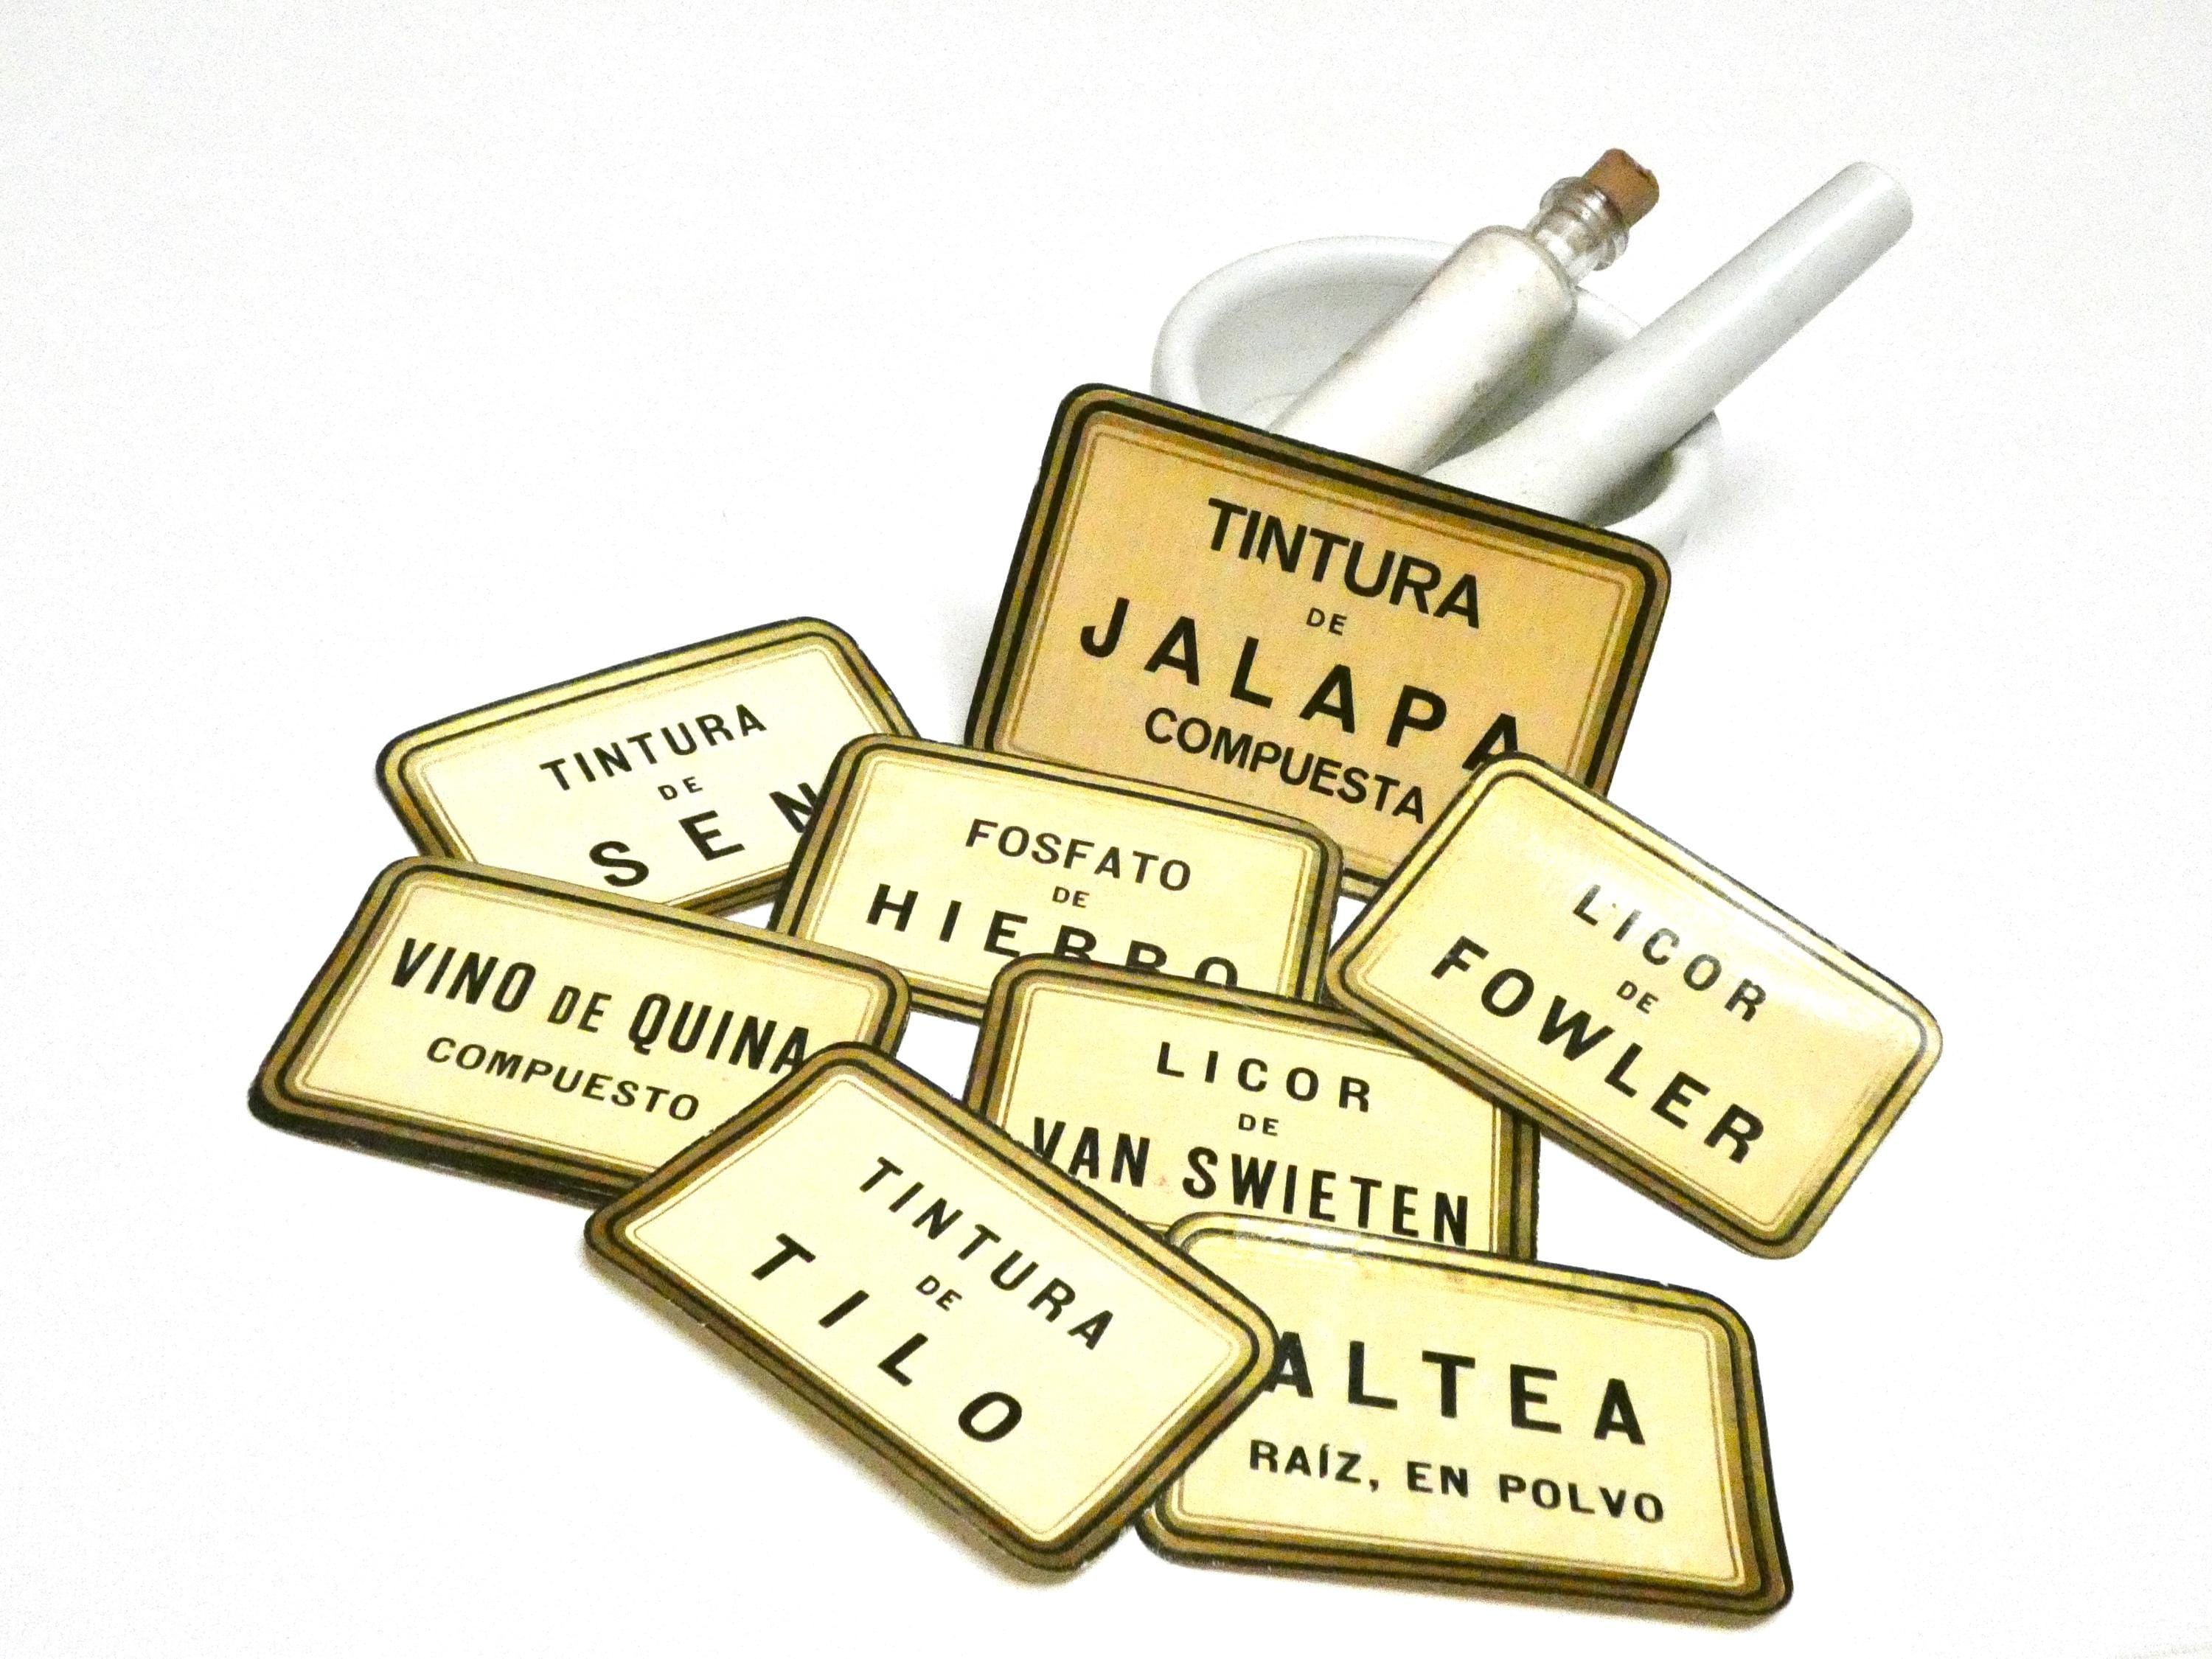 TINTURA
DE
JALAPA
COMPUESTA
TINTURA
DE
SEN
FOSFATO
DE
HIERRO
LICOR
DE
FOWLER
VINO DE QUINA
COMPUESTO
LICOR
DE
VAN SWIETEN
TINTURA
DE
TILO
ALTEA
RAÍZ, EN POLVO